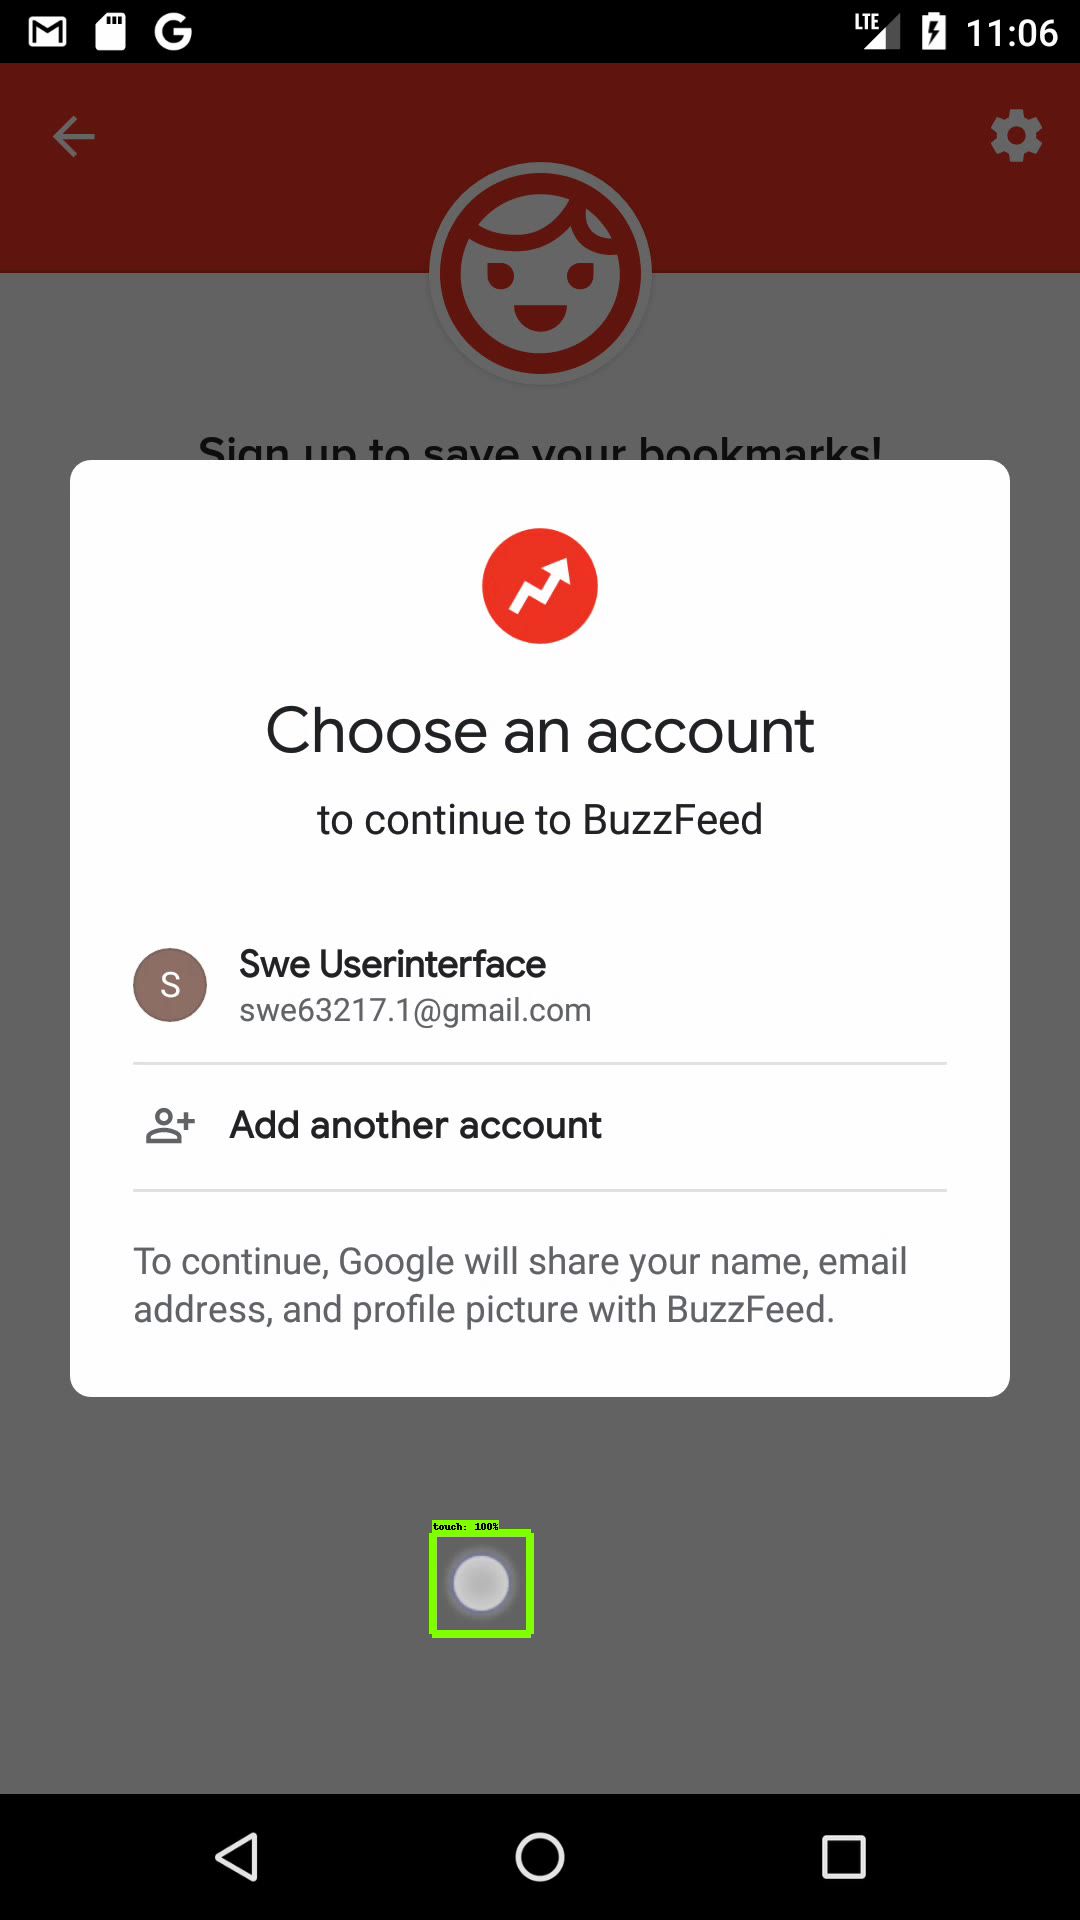 LTE 11:06
Sign up to save your bookmarks!
Choose an account
to continue to BuzzFeed
S
Swe Userinterface
swe63217.1@gmail.com
Add another account
To continue, Google will share your name, email
address, and profile picture with BuzzFeed.
touch: 100%